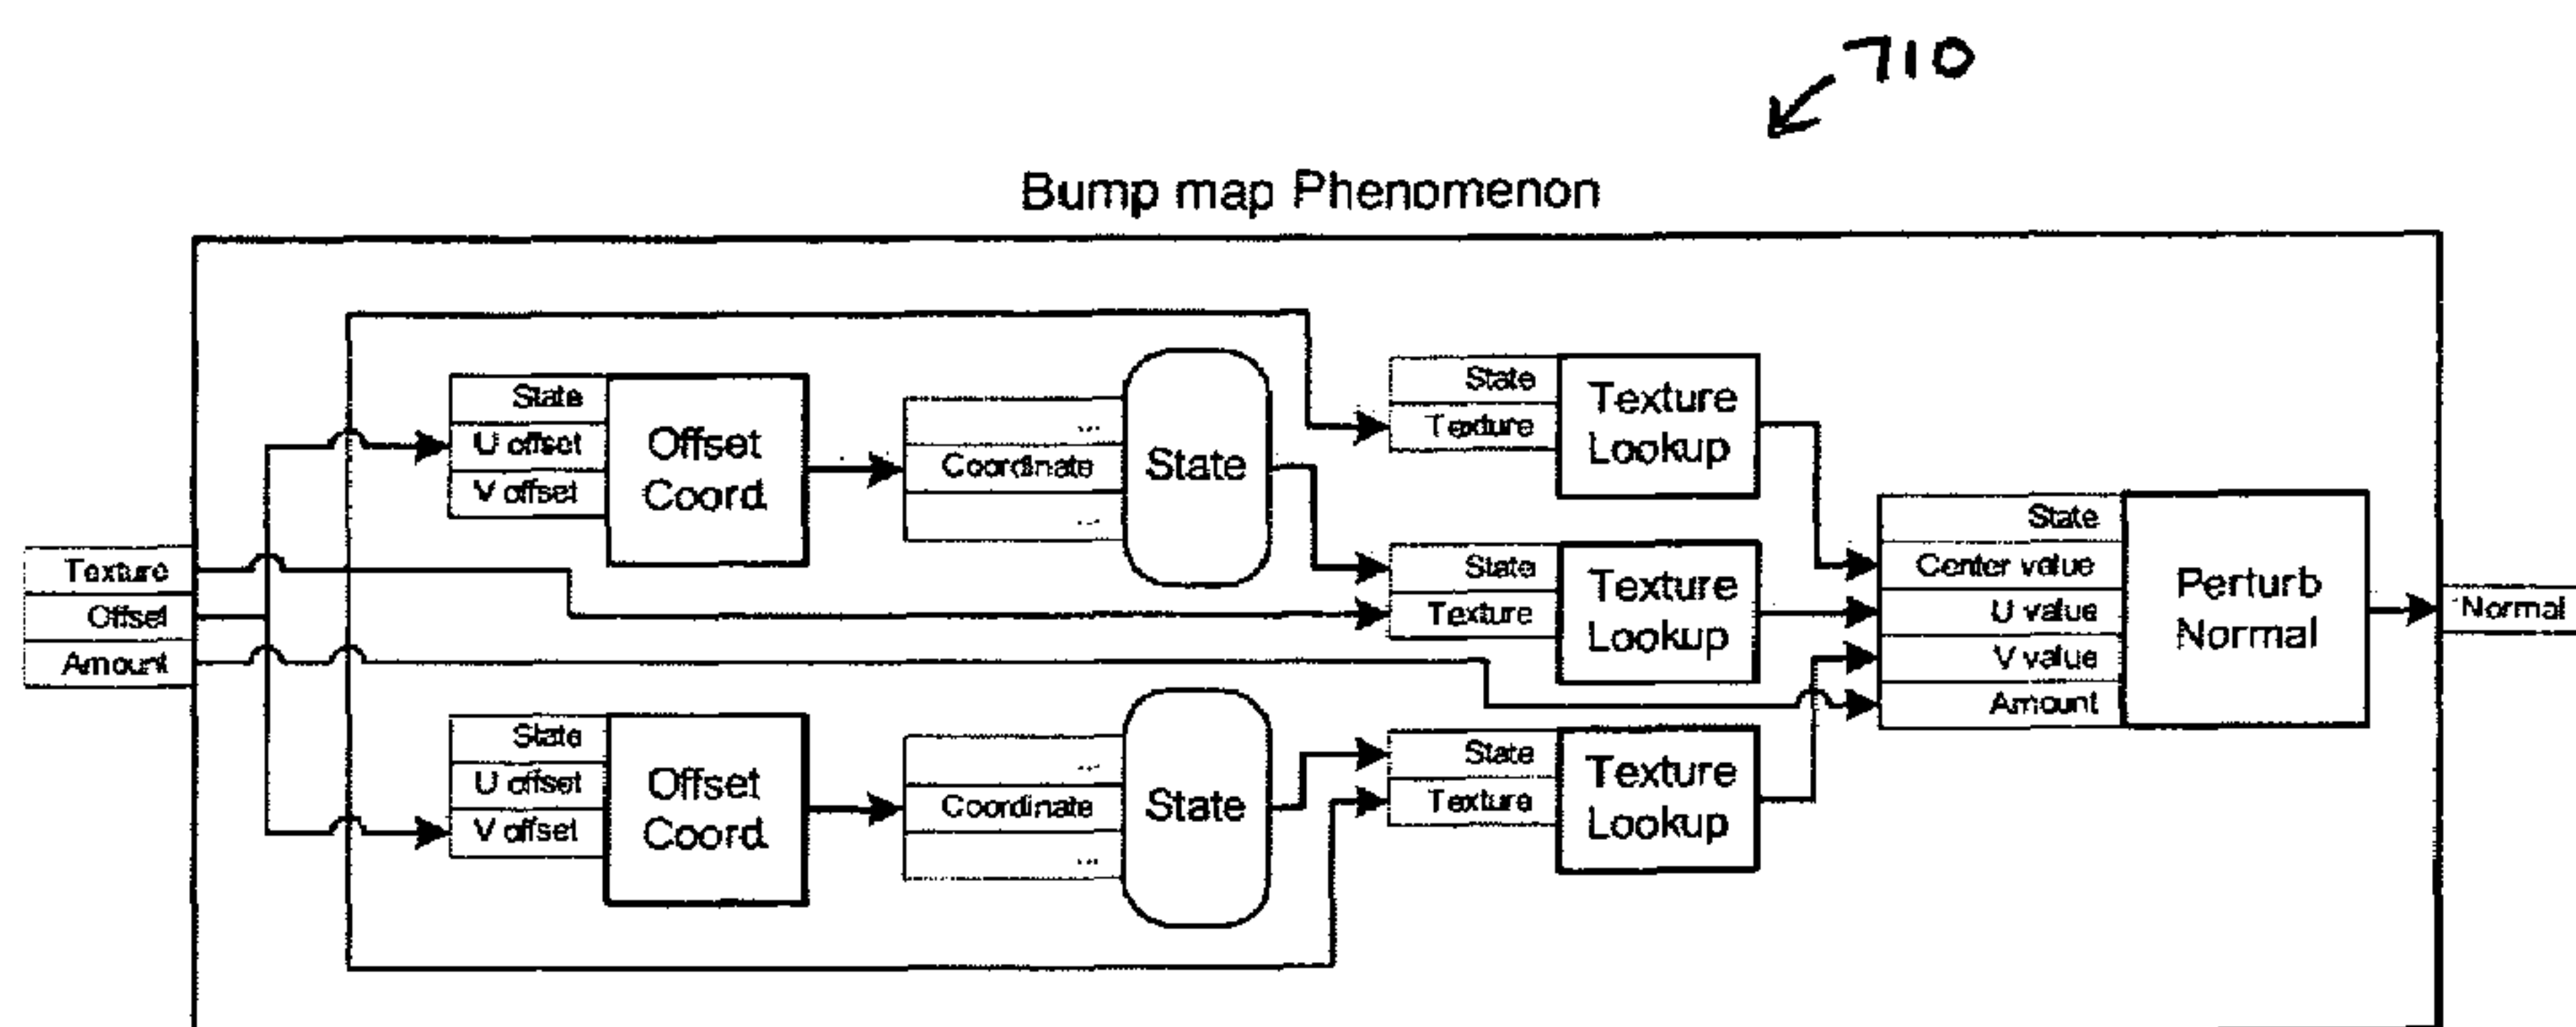 710
Bump map Phenomenon
Texture
Offset
Amount
State
U offset
V offset
Offset
Coord.
...
Coordinate
...
State
State
Texture
Texture
Lookup
State
Texture
Texture
Lookup
State
U offset
V offset
Offset
Coord.
...
Coordinate
...
State
State
Texture
Texture
Lookup
State
Center value
U value
V value
Amount
Perturb
Normal
Normal